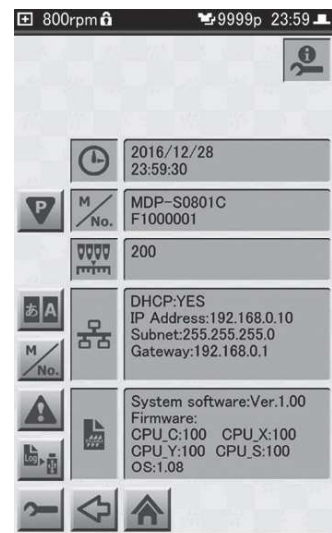 800rpm 9999p 23:59
i
2016/12/28
23:59:30
P
M/No.
MDP-S0801C
F1000001
200
あ A
DHCP:YES
IP Address:192.168.0.10
Subnet:255.255.255.0
Gateway:192.168.0.1
M/No.
System software:Ver.1.00
Firmware:
CPU_C:100 CPU_X:100
CPU_Y:100 CPU_S:100
OS:1.08
Log